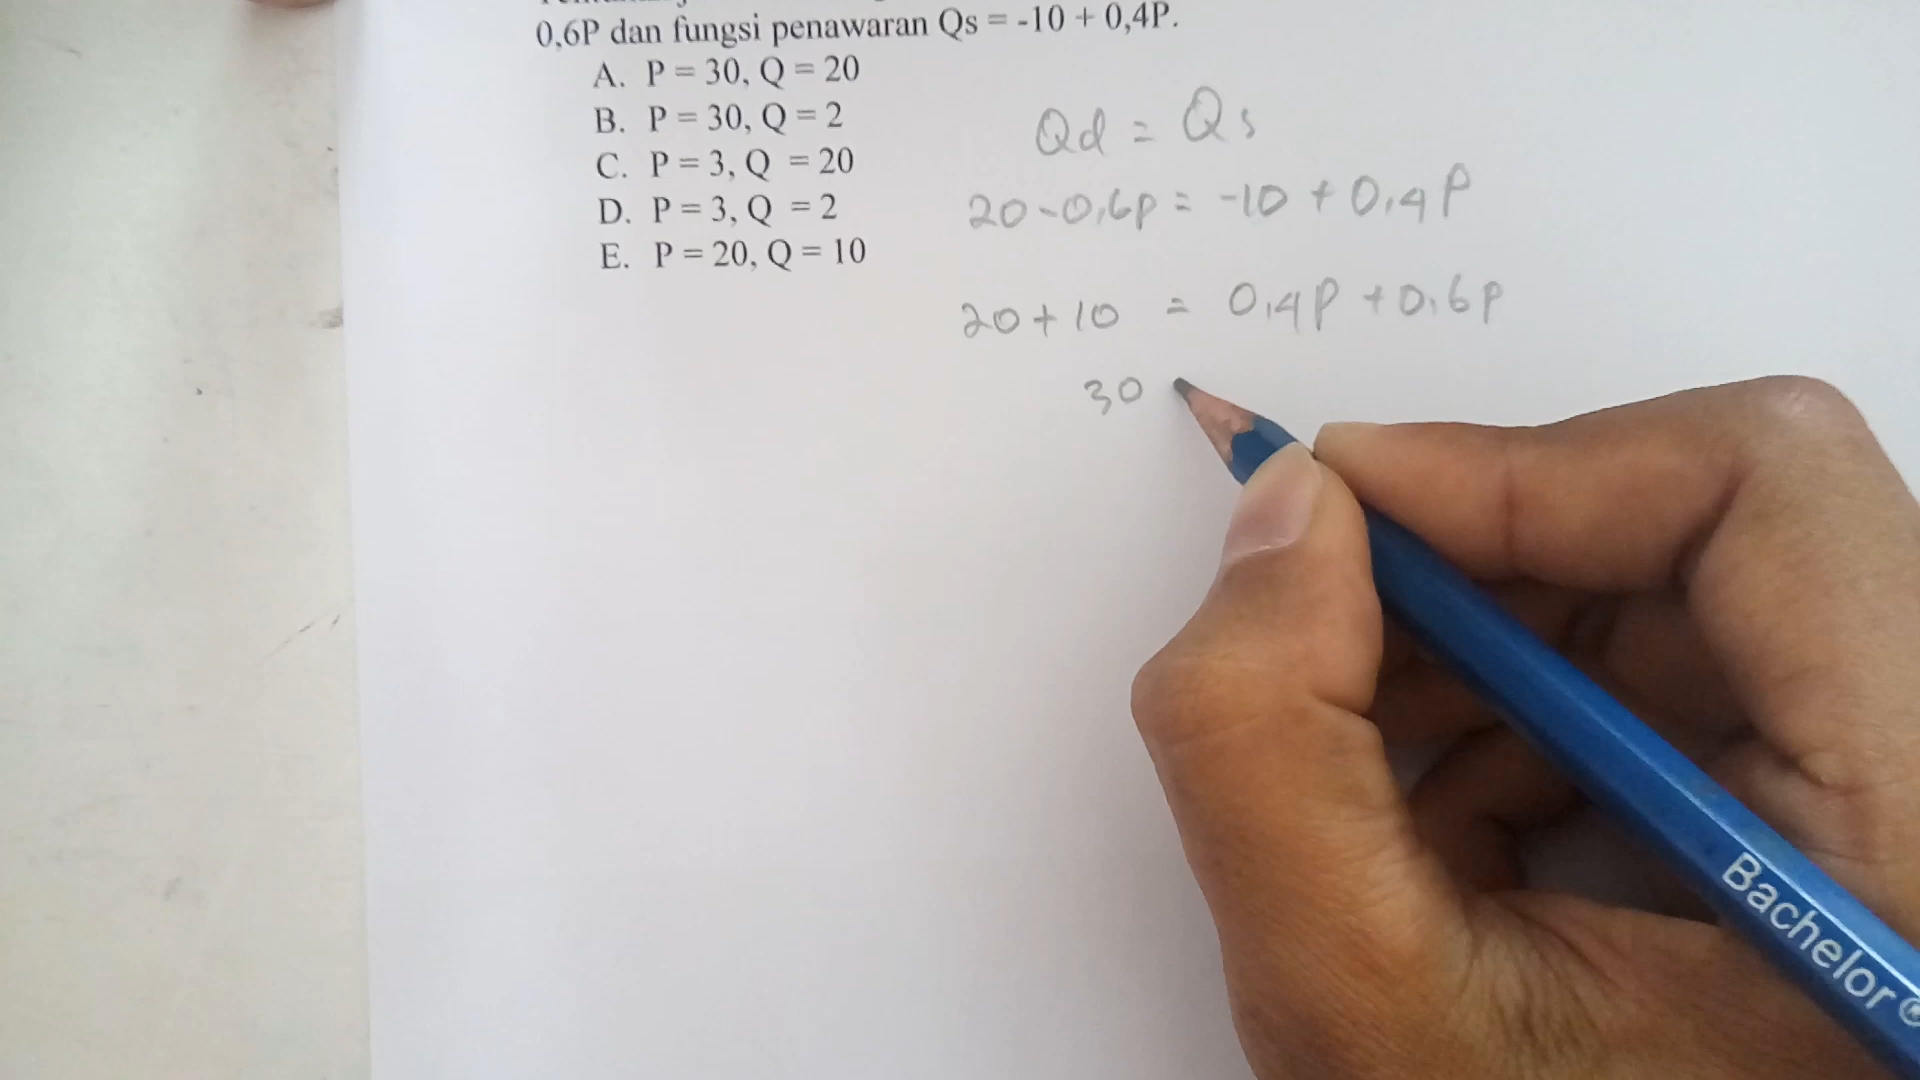 0,6P dan fungsi penawaran Qs = -10 + 0,4P.
A. P = 30, Q = 20
B. P = 30, Q = 2
C. P = 3, Q = 20
D. P = 3, Q = 2
E. P = 20, Q = 10
Qd = Qs
20-0,6p = -10 + 0,4P
20+10 = 0,4p + 0,6p
30
Bachelor ®